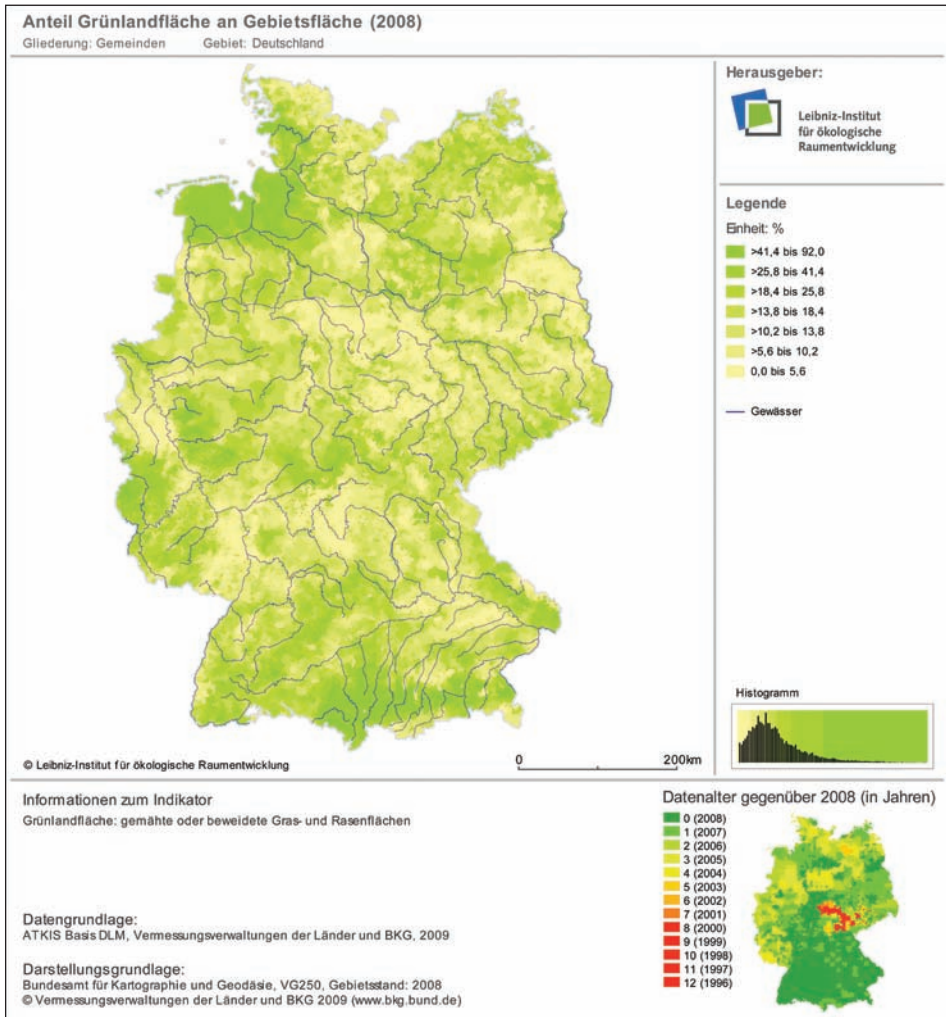 Anteil Grünlandfläche an Gebietsfläche (2008)
Gliederung: Gemeinden Gebiet: Deutschland
Herausgeber:
Leibniz-Institut
für ökologische
Raumentwicklung
Legende
Einheit: %
>41,4 bis 92,0
>25,8 bis 41,4
>18,4 bis 25,8
>13,8 bis 18,4
>10,2 bis 13,8
>5,6 bis 10,2
0,0 bis 5,6
Gewässer
Histogramm
© Leibniz-Institut für ökologische Raumentwicklung
0 200km
Informationen zum Indikator
Grünlandfläche: gemähte oder beweidete Gras- und Rasenflächen
Datengrundlage:
ATKIS Basis DLM, Vermessungsverwaltungen der Länder und BKG, 2009
Darstellungsgrundlage:
Bundesamt für Kartographie und Geodäsie, VG250, Gebietsstand: 2008
© Vermessungsverwaltungen der Länder und BKG 2009 (www.bkg.bund.de)
Datenalter gegenüber 2008 (in Jahren)
0 (2008)
1 (2007)
2 (2006)
3 (2005)
4 (2004)
5 (2003)
6 (2002)
7 (2001)
8 (2000)
9 (1999)
10 (1998)
11 (1997)
12 (1996)